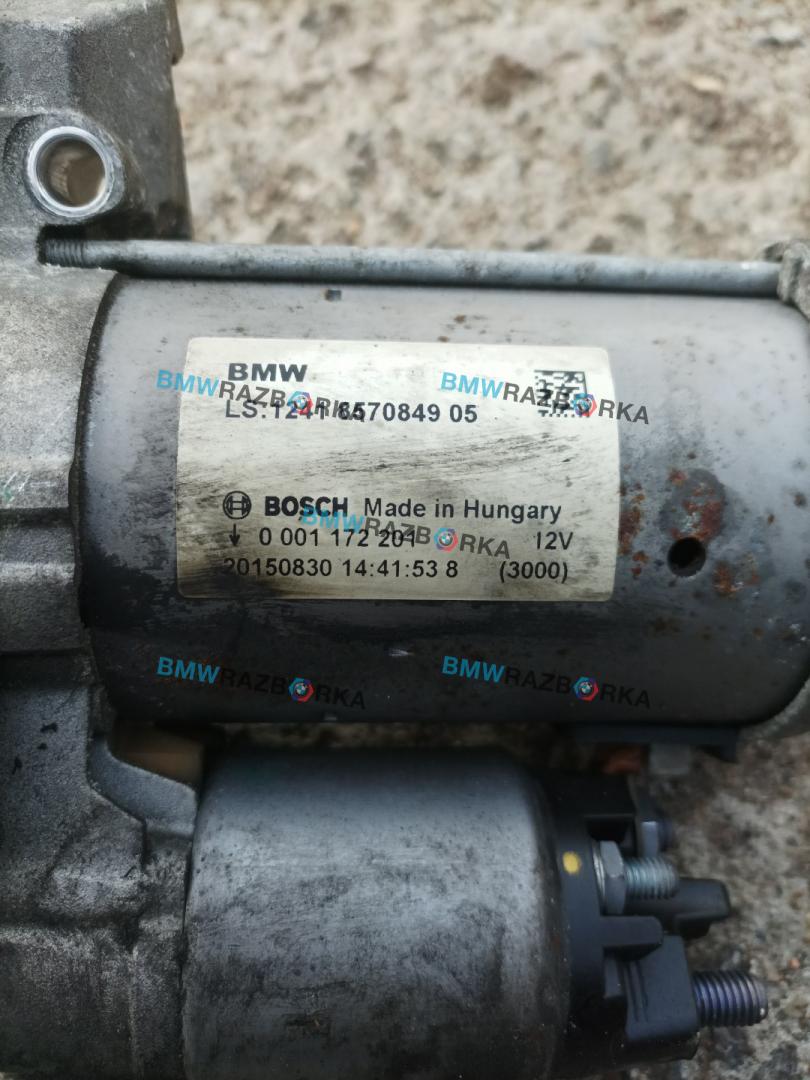 BMW
BMWRAZBORKA
BMWRAZBORKA
LS:1241 8570849 05
BOSCH Made in Hungary
BMWRAZBORKA
0 001 172 201 12V
20150830 14:41:53 8 (3000)
BMWRAZBORKA
BMWRAZBORKA